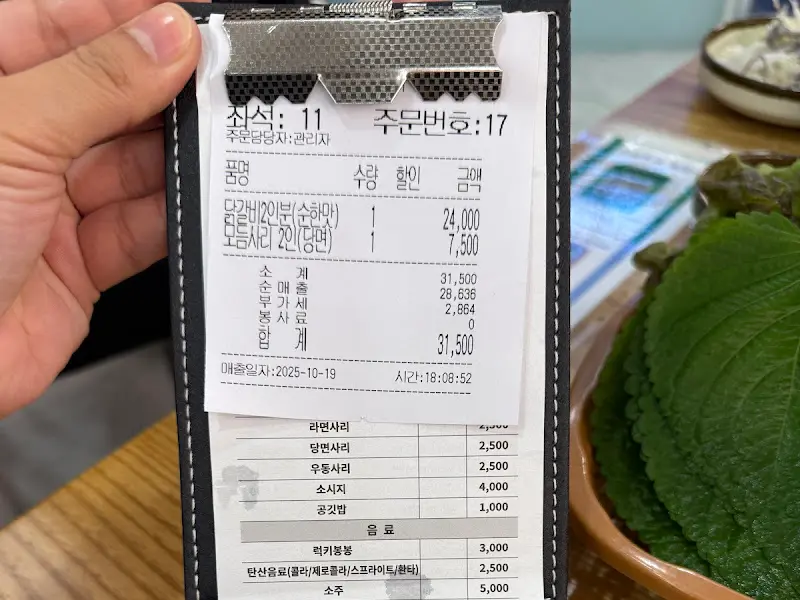 좌석: 11 주문번호:17
주문담당자:관리자
품명 수량 할인 금액
닭갈비2인분(순한맛) 1 24,000
모듬사리 2인(당면) 1 7,500
소 계 31,500
순 매 출 28,636
부 가 세 2,864
봉 사 료 0
합 계 31,500
매출일자:2025-10-19 시간:18:08:52
라면사리 2,500
당면사리 2,500
우동사리 2,500
소시지 4,000
공깃밥 1,000
음 료
럭키봉봉 3,000
탄산음료(콜라/제로콜라/스프라이트/환타) 2,500
소주 5,000